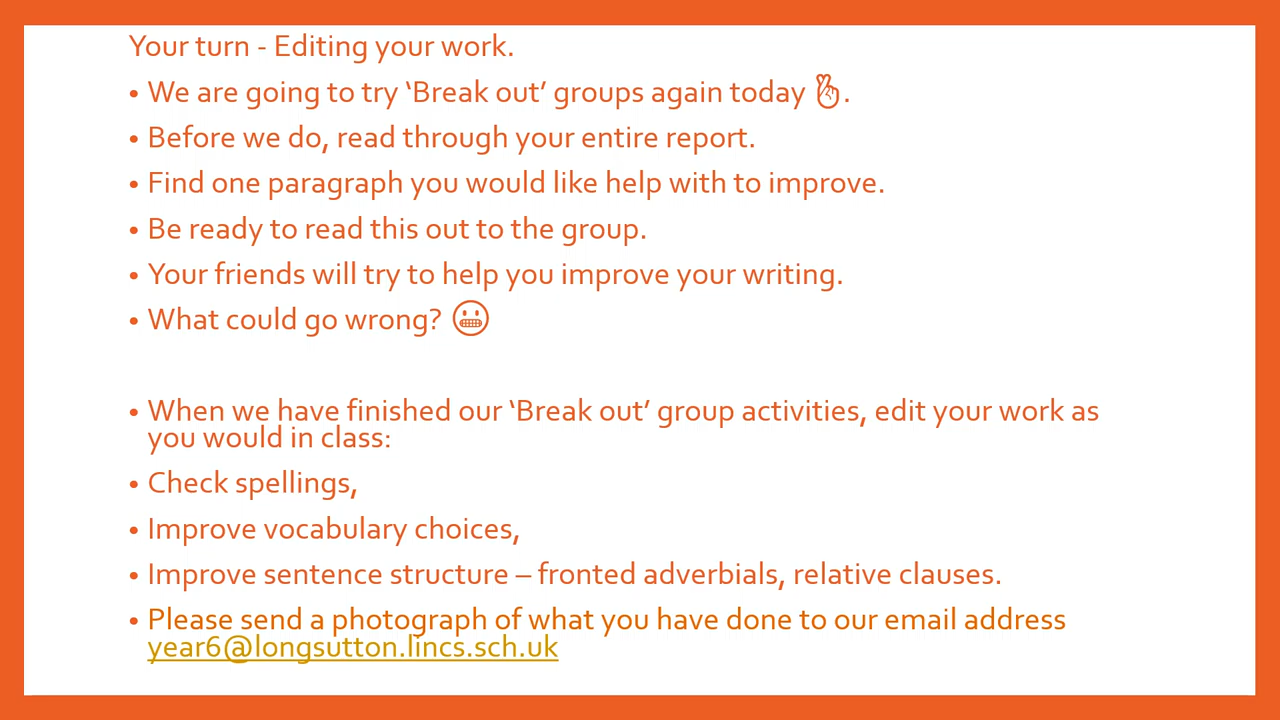 Your turn - Editing your work.
• We are going to try ‘Break out’ groups again today 🤞.
• Before we do, read through your entire report.
• Find one paragraph you would like help with to improve.
• Be ready to read this out to the group.
• Your friends will try to help you improve your writing.
• What could go wrong? 😬
• When we have finished our ‘Break out’ group activities, edit your work as
you would in class:
• Check spellings,
• Improve vocabulary choices,
• Improve sentence structure – fronted adverbials, relative clauses.
• Please send a photograph of what you have done to our email address
year6@longsutton.lincs.sch.uk